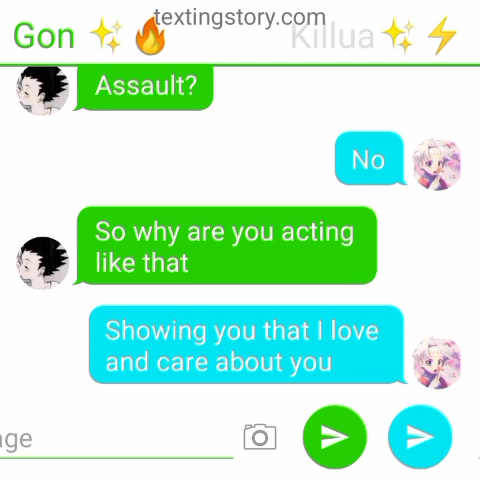 textingstory.com
Gon ✨🔥 Killua✨⚡
Assault?
No
So why are you acting
like that
Showing you that I love
and care about you
age